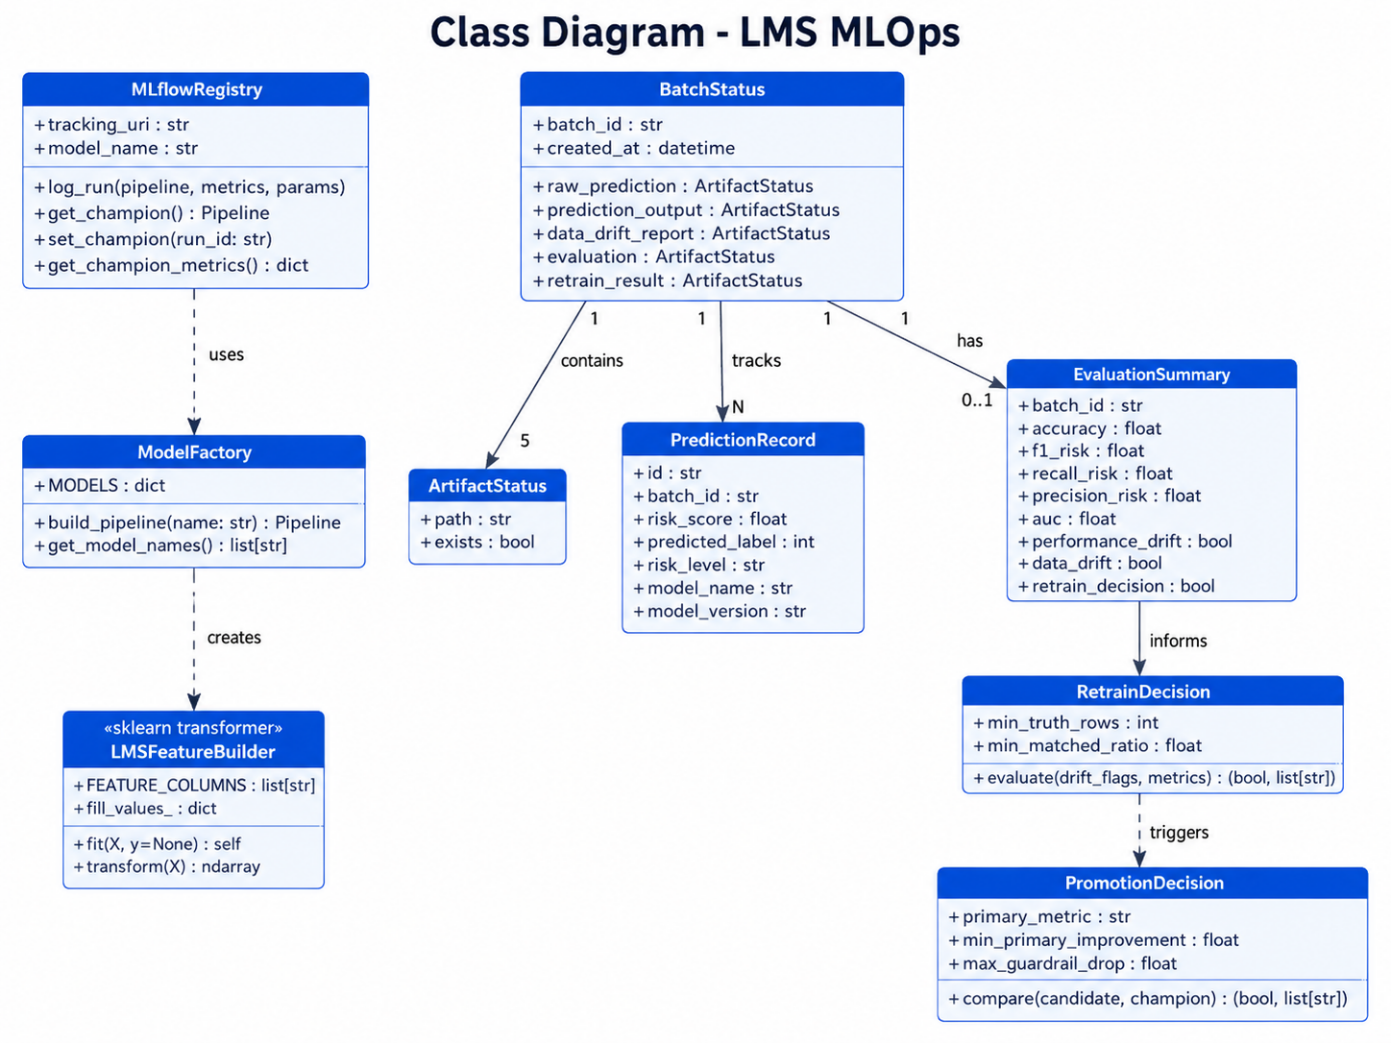 Class Diagram - LMS MLOps
MLflowRegistry
+ tracking_uri : str
+ model_name : str
+ log_run(pipeline, metrics, params)
+ get_champion() : Pipeline
+ set_champion(run_id: str)
+ get_champion_metrics() : dict
uses
ModelFactory
+ MODELS : dict
+ build_pipeline(name: str) : Pipeline
+ get_model_names() : list[str]
creates
«sklearn transformer»
LMSFeatureBuilder
+ FEATURE_COLUMNS : list[str]
+ fill_values_ : dict
+ fit(X, y=None) : self
+ transform(X) : ndarray
BatchStatus
+ batch_id : str
+ created_at : datetime
+ raw_prediction : ArtifactStatus
+ prediction_output : ArtifactStatus
+ data_drift_report : ArtifactStatus
+ evaluation : ArtifactStatus
+ retrain_result : ArtifactStatus
1
contains
5
ArtifactStatus
+ path : str
+ exists : bool
1
tracks
N
PredictionRecord
+ id : str
+ batch_id : str
+ risk_score : float
+ predicted_label : int
+ risk_level : str
+ model_name : str
+ model_version : str
1
1
has
0..1
EvaluationSummary
+ batch_id : str
+ accuracy : float
+ f1_risk : float
+ recall_risk : float
+ precision_risk : float
+ auc : float
+ performance_drift : bool
+ data_drift : bool
+ retrain_decision : bool
informs
RetrainDecision
+ min_truth_rows : int
+ min_matched_ratio : float
+ evaluate(drift_flags, metrics) : (bool, list[str])
triggers
PromotionDecision
+ primary_metric : str
+ min_primary_improvement : float
+ max_guardrail_drop : float
+ compare(candidate, champion) : (bool, list[str])